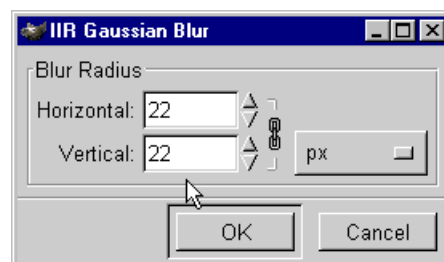 IIR Gaussian Blur
Blur Radius
Horizontal: 22
Vertical: 22 px
OK Cancel